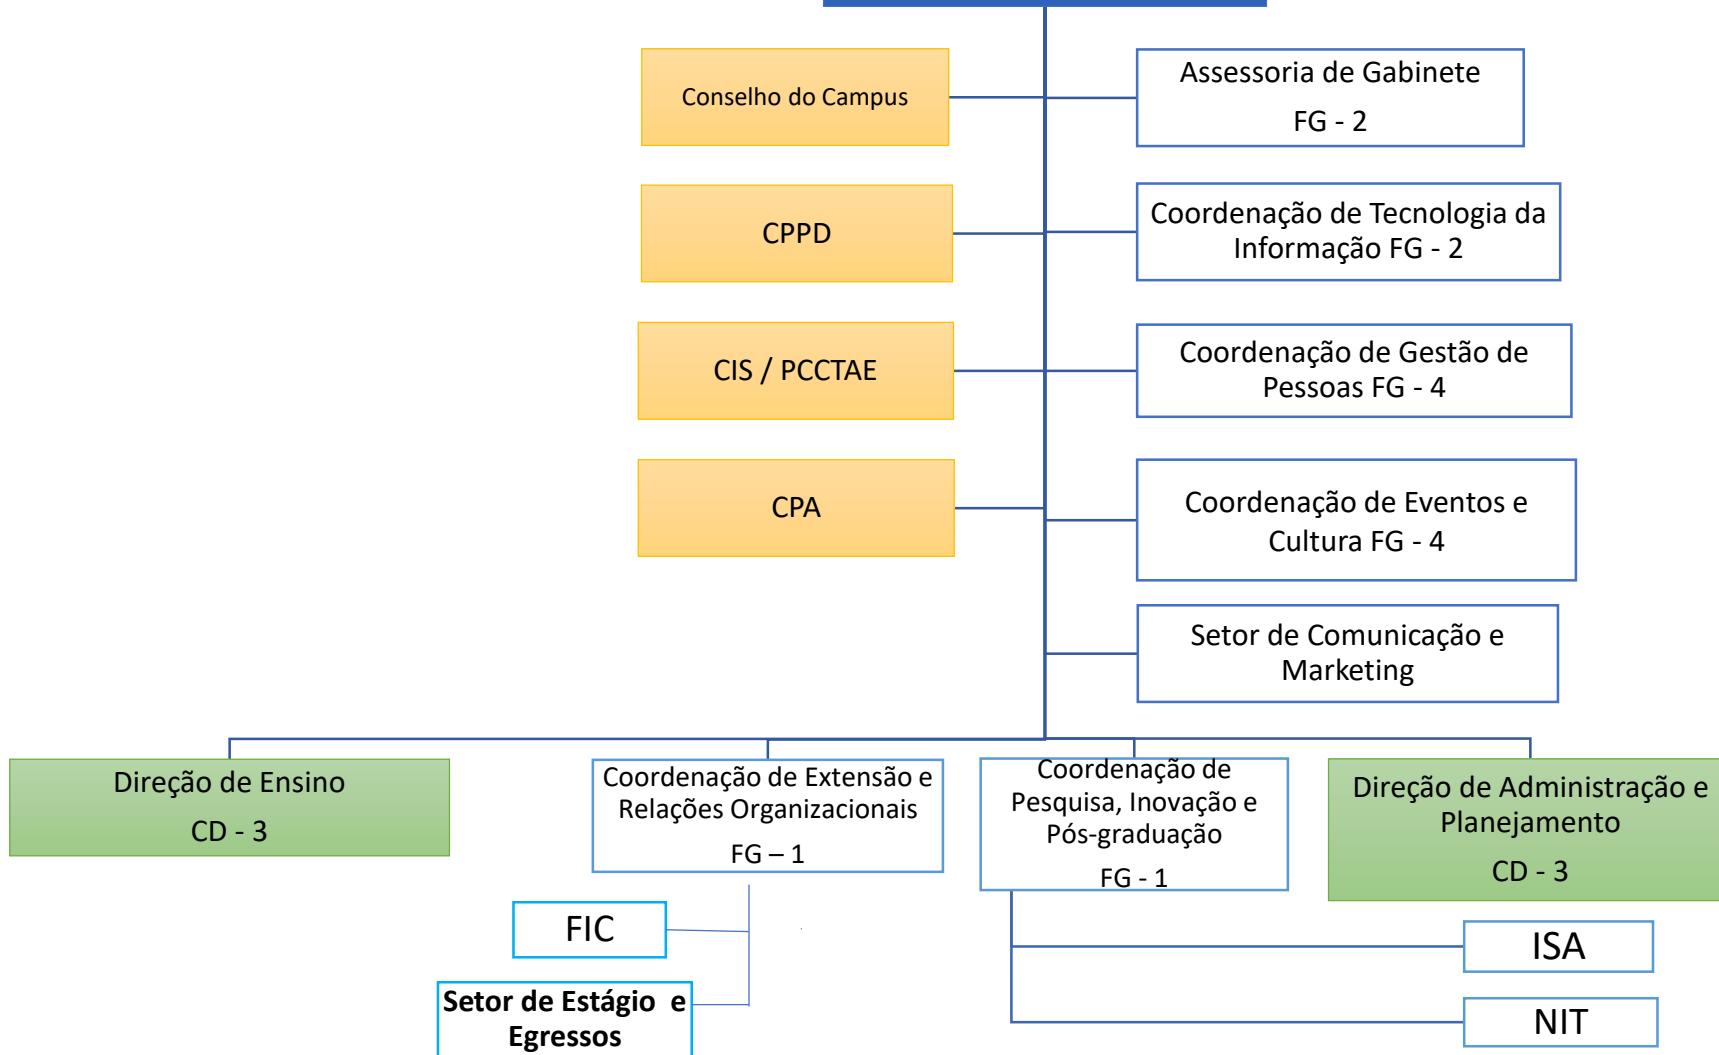 Conselho do Campus
Assessoria de Gabinete
FG - 2
CPPD
Coordenação de Tecnologia da
Informação FG - 2
CIS / PCCTAE
Coordenação de Gestão de
Pessoas FG - 4
CPA
Coordenação de Eventos e
Cultura FG - 4
Setor de Comunicação e
Marketing
Direção de Ensino
CD - 3
Coordenação de Extensão e
Relações Organizacionais
FG – 1
Coordenação de
Pesquisa, Inovação e
Pós-graduação
FG - 1
Direção de Administração e
Planejamento
CD - 3
FIC
Setor de Estágio e
Egressos
ISA
NIT